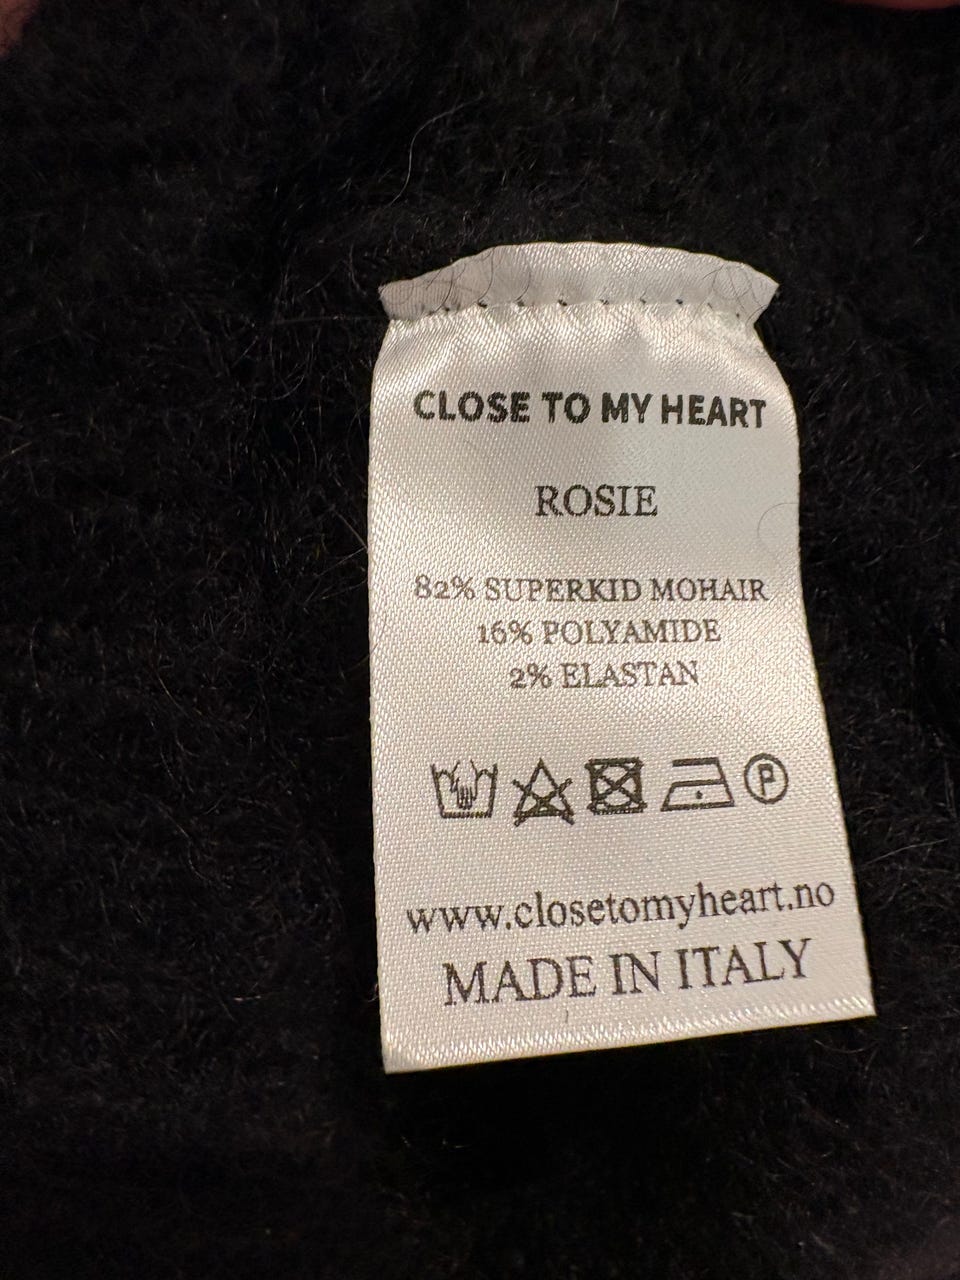 CLOSE TO MY HEART
ROSIE
82% SUPERKID MOHAIR
16% POLYAMIDE
2% ELASTAN
P
www.closetomyheart.no
MADE IN ITALY